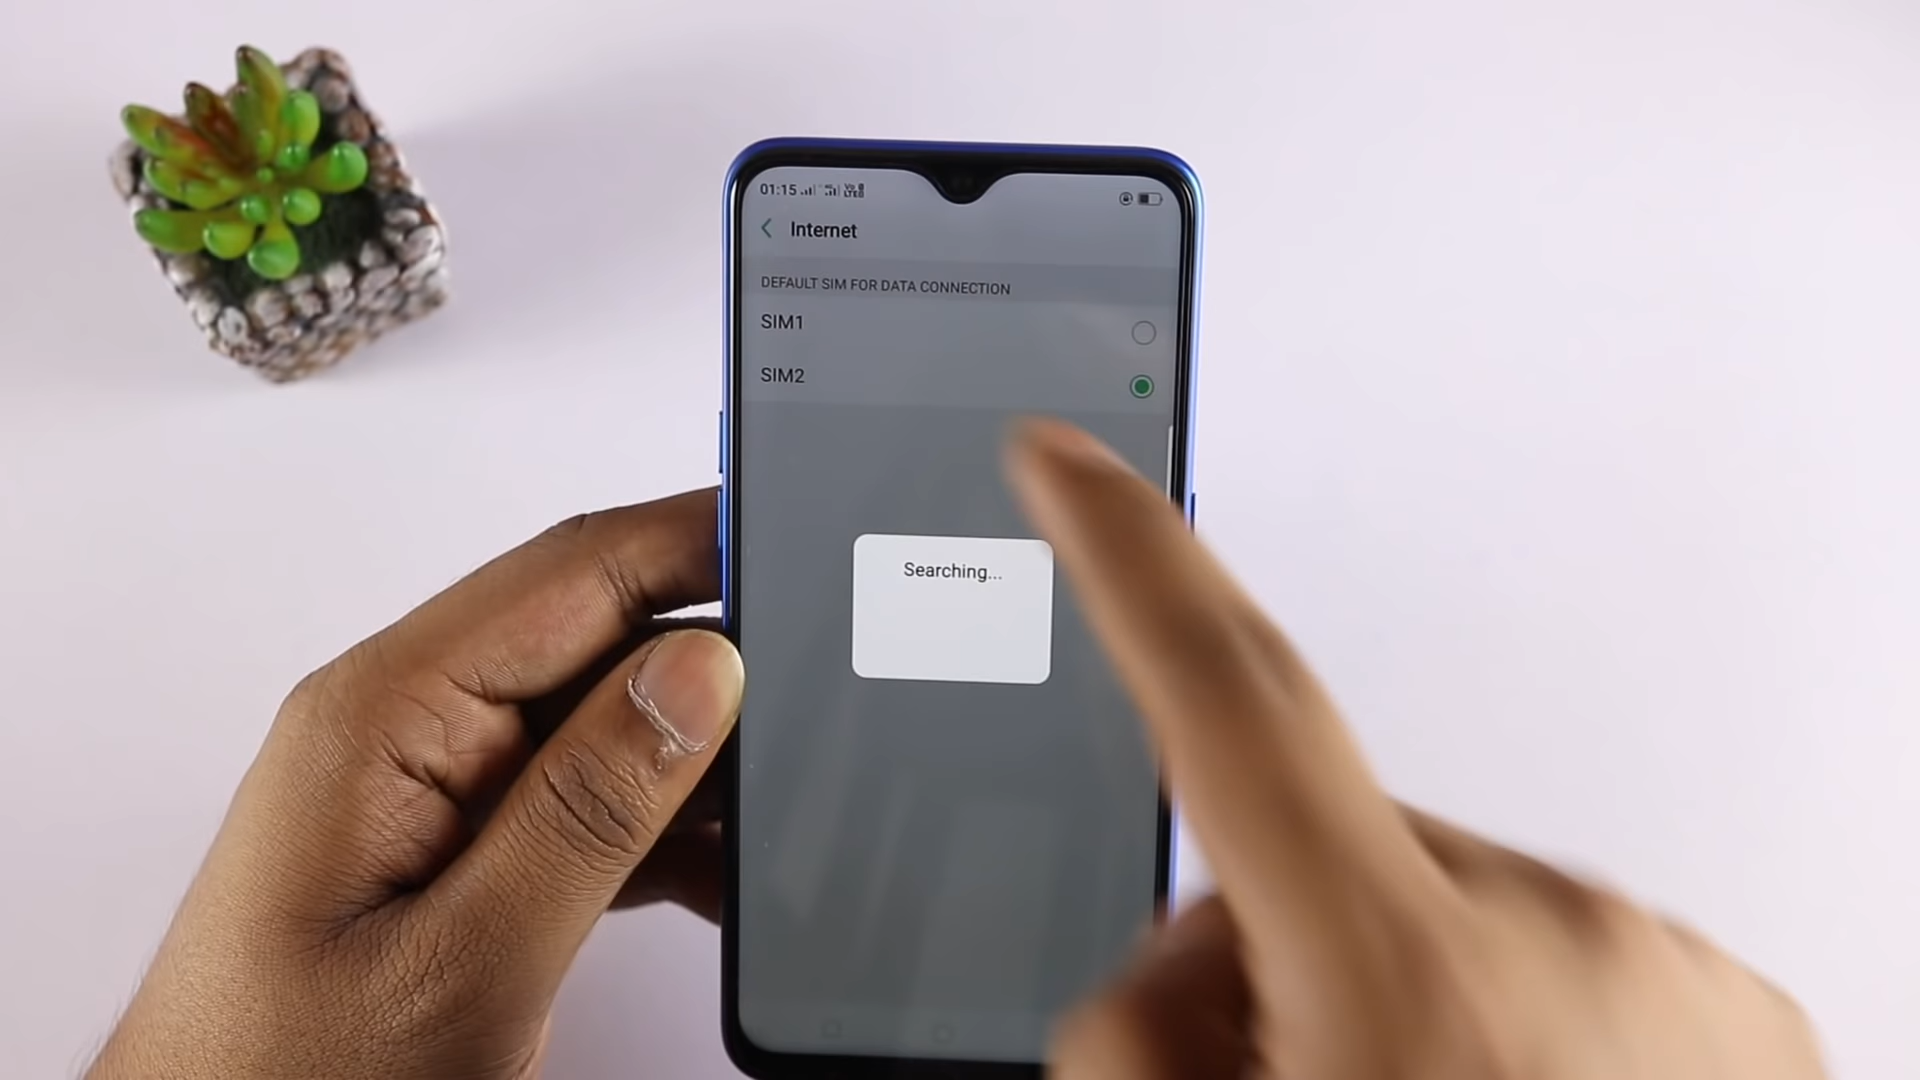 01:15
Internet
DEFAULT SIM FOR DATA CONNECTION
SIM1
SIM2
Searching...